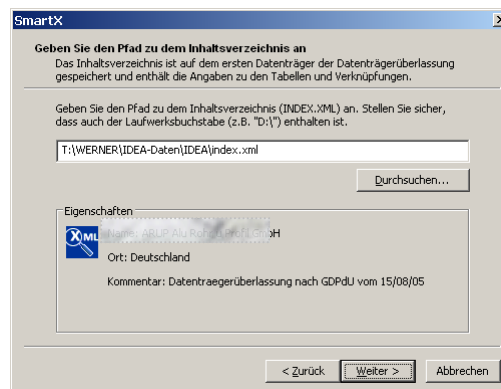 SmartX
Geben Sie den Pfad zu dem Inhaltsverzeichnis an
Das Inhaltsverzeichnis ist auf dem ersten Datenträger der Datenträgerüberlassung
gespeichert und enthält die Angaben zu den Tabellen und Verknüpfungen.
Geben Sie den Pfad zu dem Inhaltsverzeichnis (INDEX.XML) an. Stellen Sie sicher,
dass auch der Laufwerksbuchstabe (z.B. "D:\") enthalten ist.
T:\WERNER\IDEA-Daten\IDEA\index.xml
Durchsuchen...
Eigenschaften
XML
Name:
Ort: Deutschland
Kommentar: Datentraegerüberlassung nach GDPdU vom 15/08/05
< Zurück
Weiter >
Abbrechen